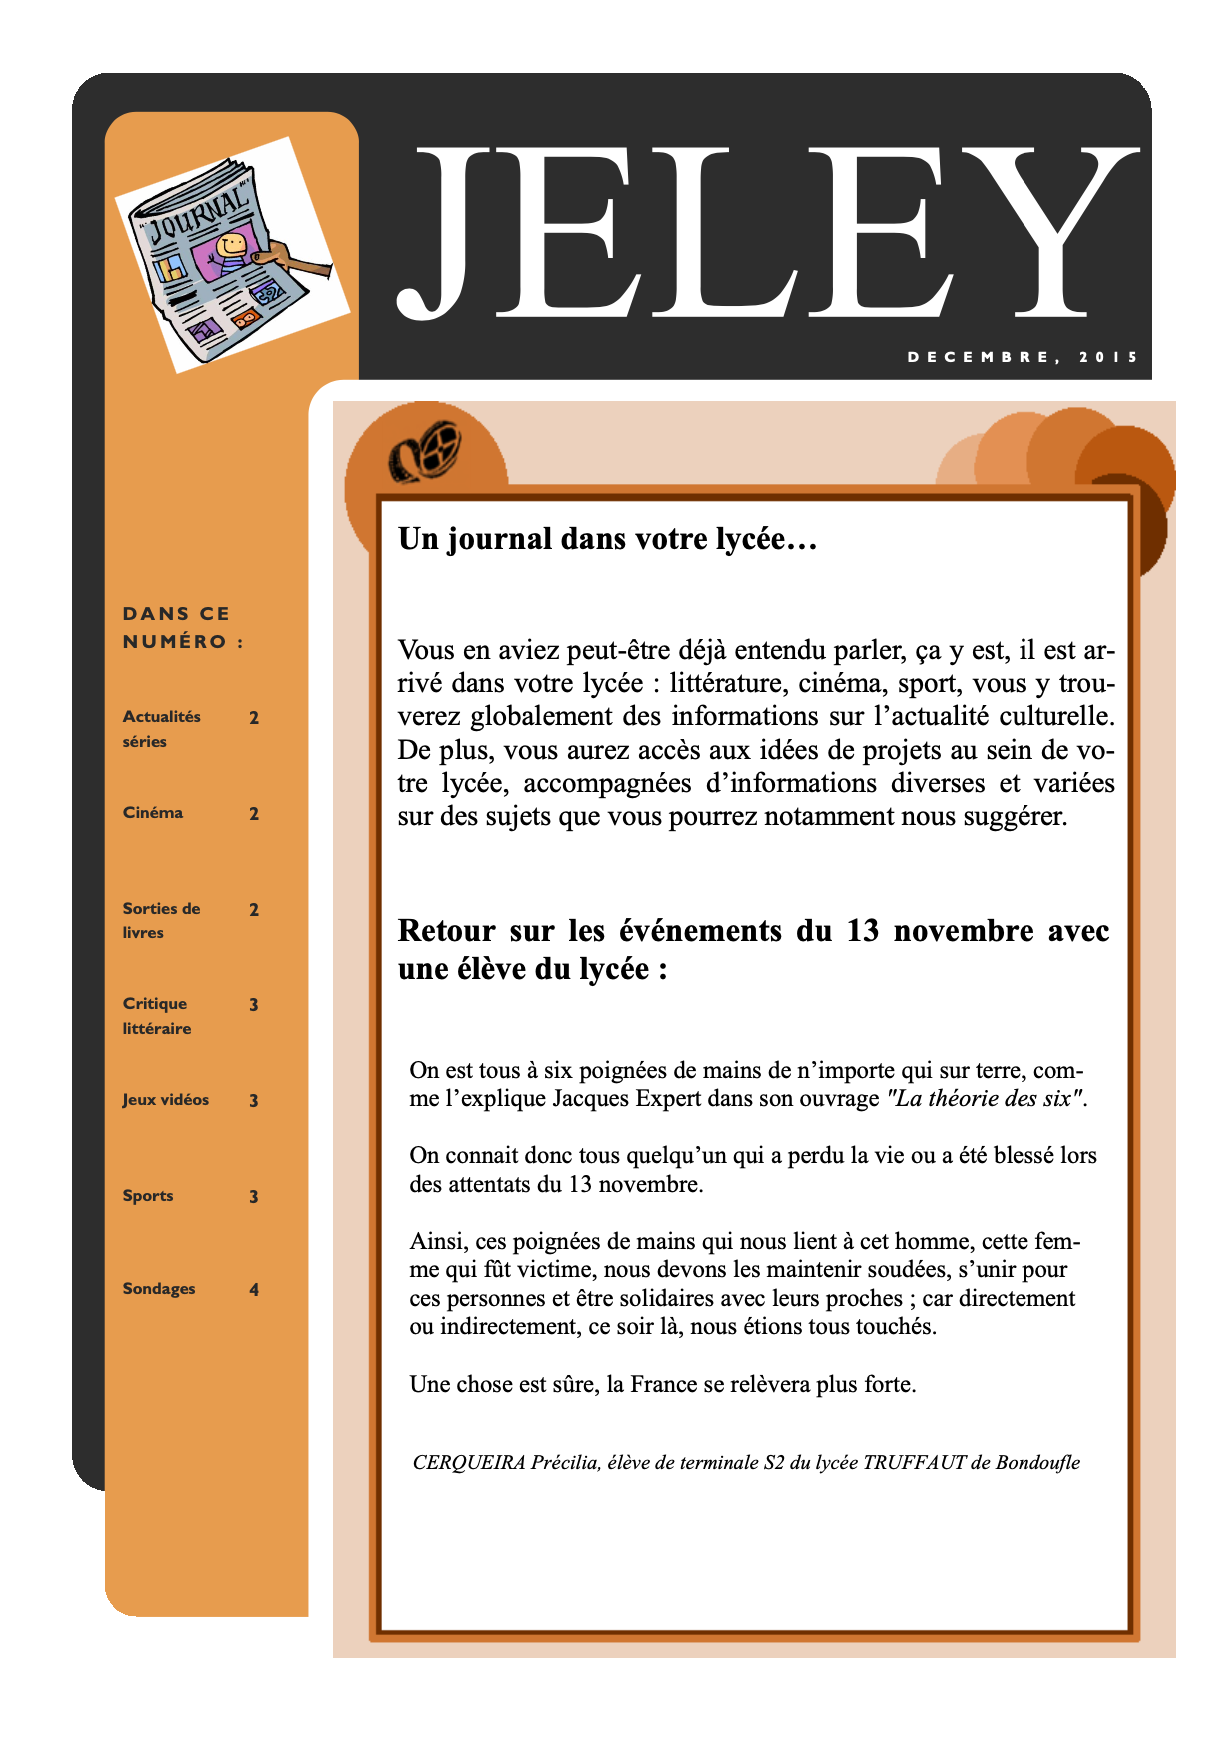 "JOURNAL"
JELEY
DECEMBRE, 2015
DANS CE
NUMÉRO :
Actualités 2
séries
Cinéma 2
Sorties de 2
livres
Critique 3
littéraire
Jeux vidéos 3
Sports 3
Sondages 4
Un journal dans votre lycée…
Vous en aviez peut-être déjà entendu parler, ça y est, il est ar-
rivé dans votre lycée : littérature, cinéma, sport, vous y trou-
verez globalement des informations sur l’actualité culturelle.
De plus, vous aurez accès aux idées de projets au sein de vo-
tre lycée, accompagnées d’informations diverses et variées
sur des sujets que vous pourrez notamment nous suggérer.
Retour sur les événements du 13 novembre avec
une élève du lycée :
On est tous à six poignées de mains de n’importe qui sur terre, com-
me l’explique Jacques Expert dans son ouvrage "La théorie des six".
On connait donc tous quelqu’un qui a perdu la vie ou a été blessé lors
des attentats du 13 novembre.
Ainsi, ces poignées de mains qui nous lient à cet homme, cette fem-
me qui fût victime, nous devons les maintenir soudées, s’unir pour
ces personnes et être solidaires avec leurs proches ; car directement
ou indirectement, ce soir là, nous étions tous touchés.
Une chose est sûre, la France se relèvera plus forte.
CERQUEIRA Précilia, élève de terminale S2 du lycée TRUFFAUT de Bondoufle